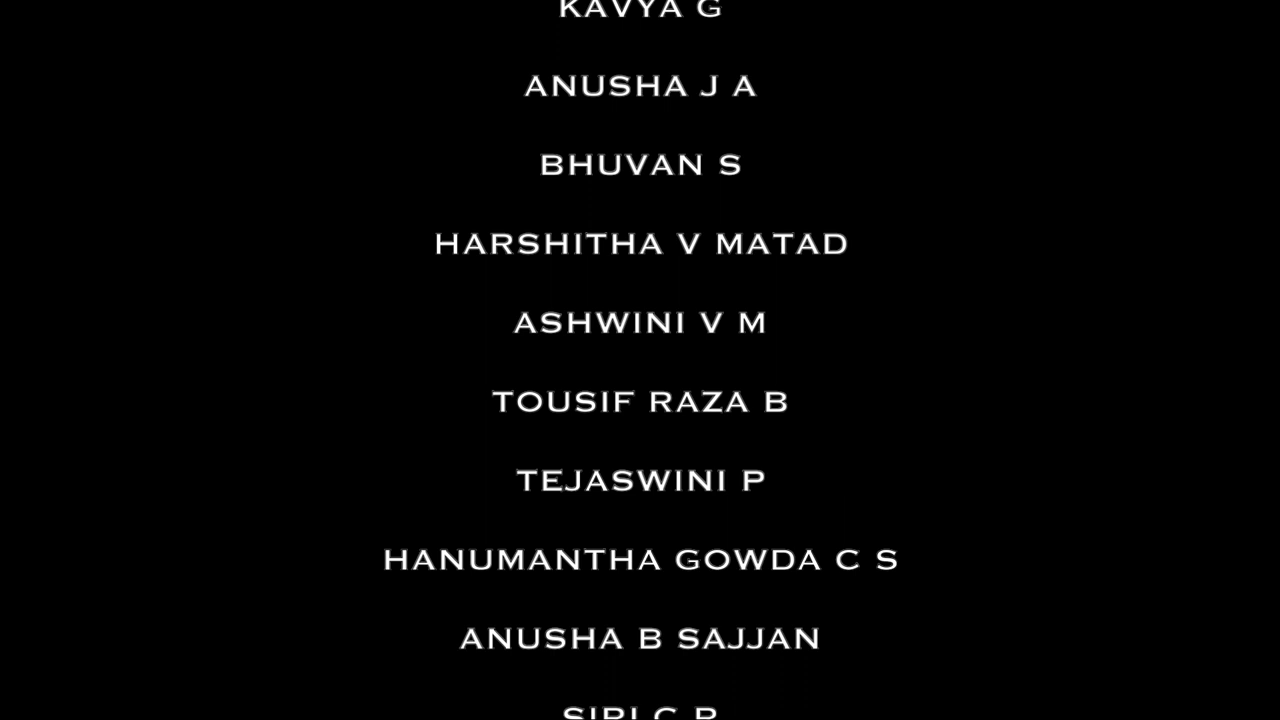 KAVYA G
ANUSHA J A
BHUVAN S
HARSHITHA V MATAD
ASHWINI V M
TOUSIF RAZA B
TEJASWINI P
HANUMANTHA GOWDA C S
ANUSHA B SAJJAN